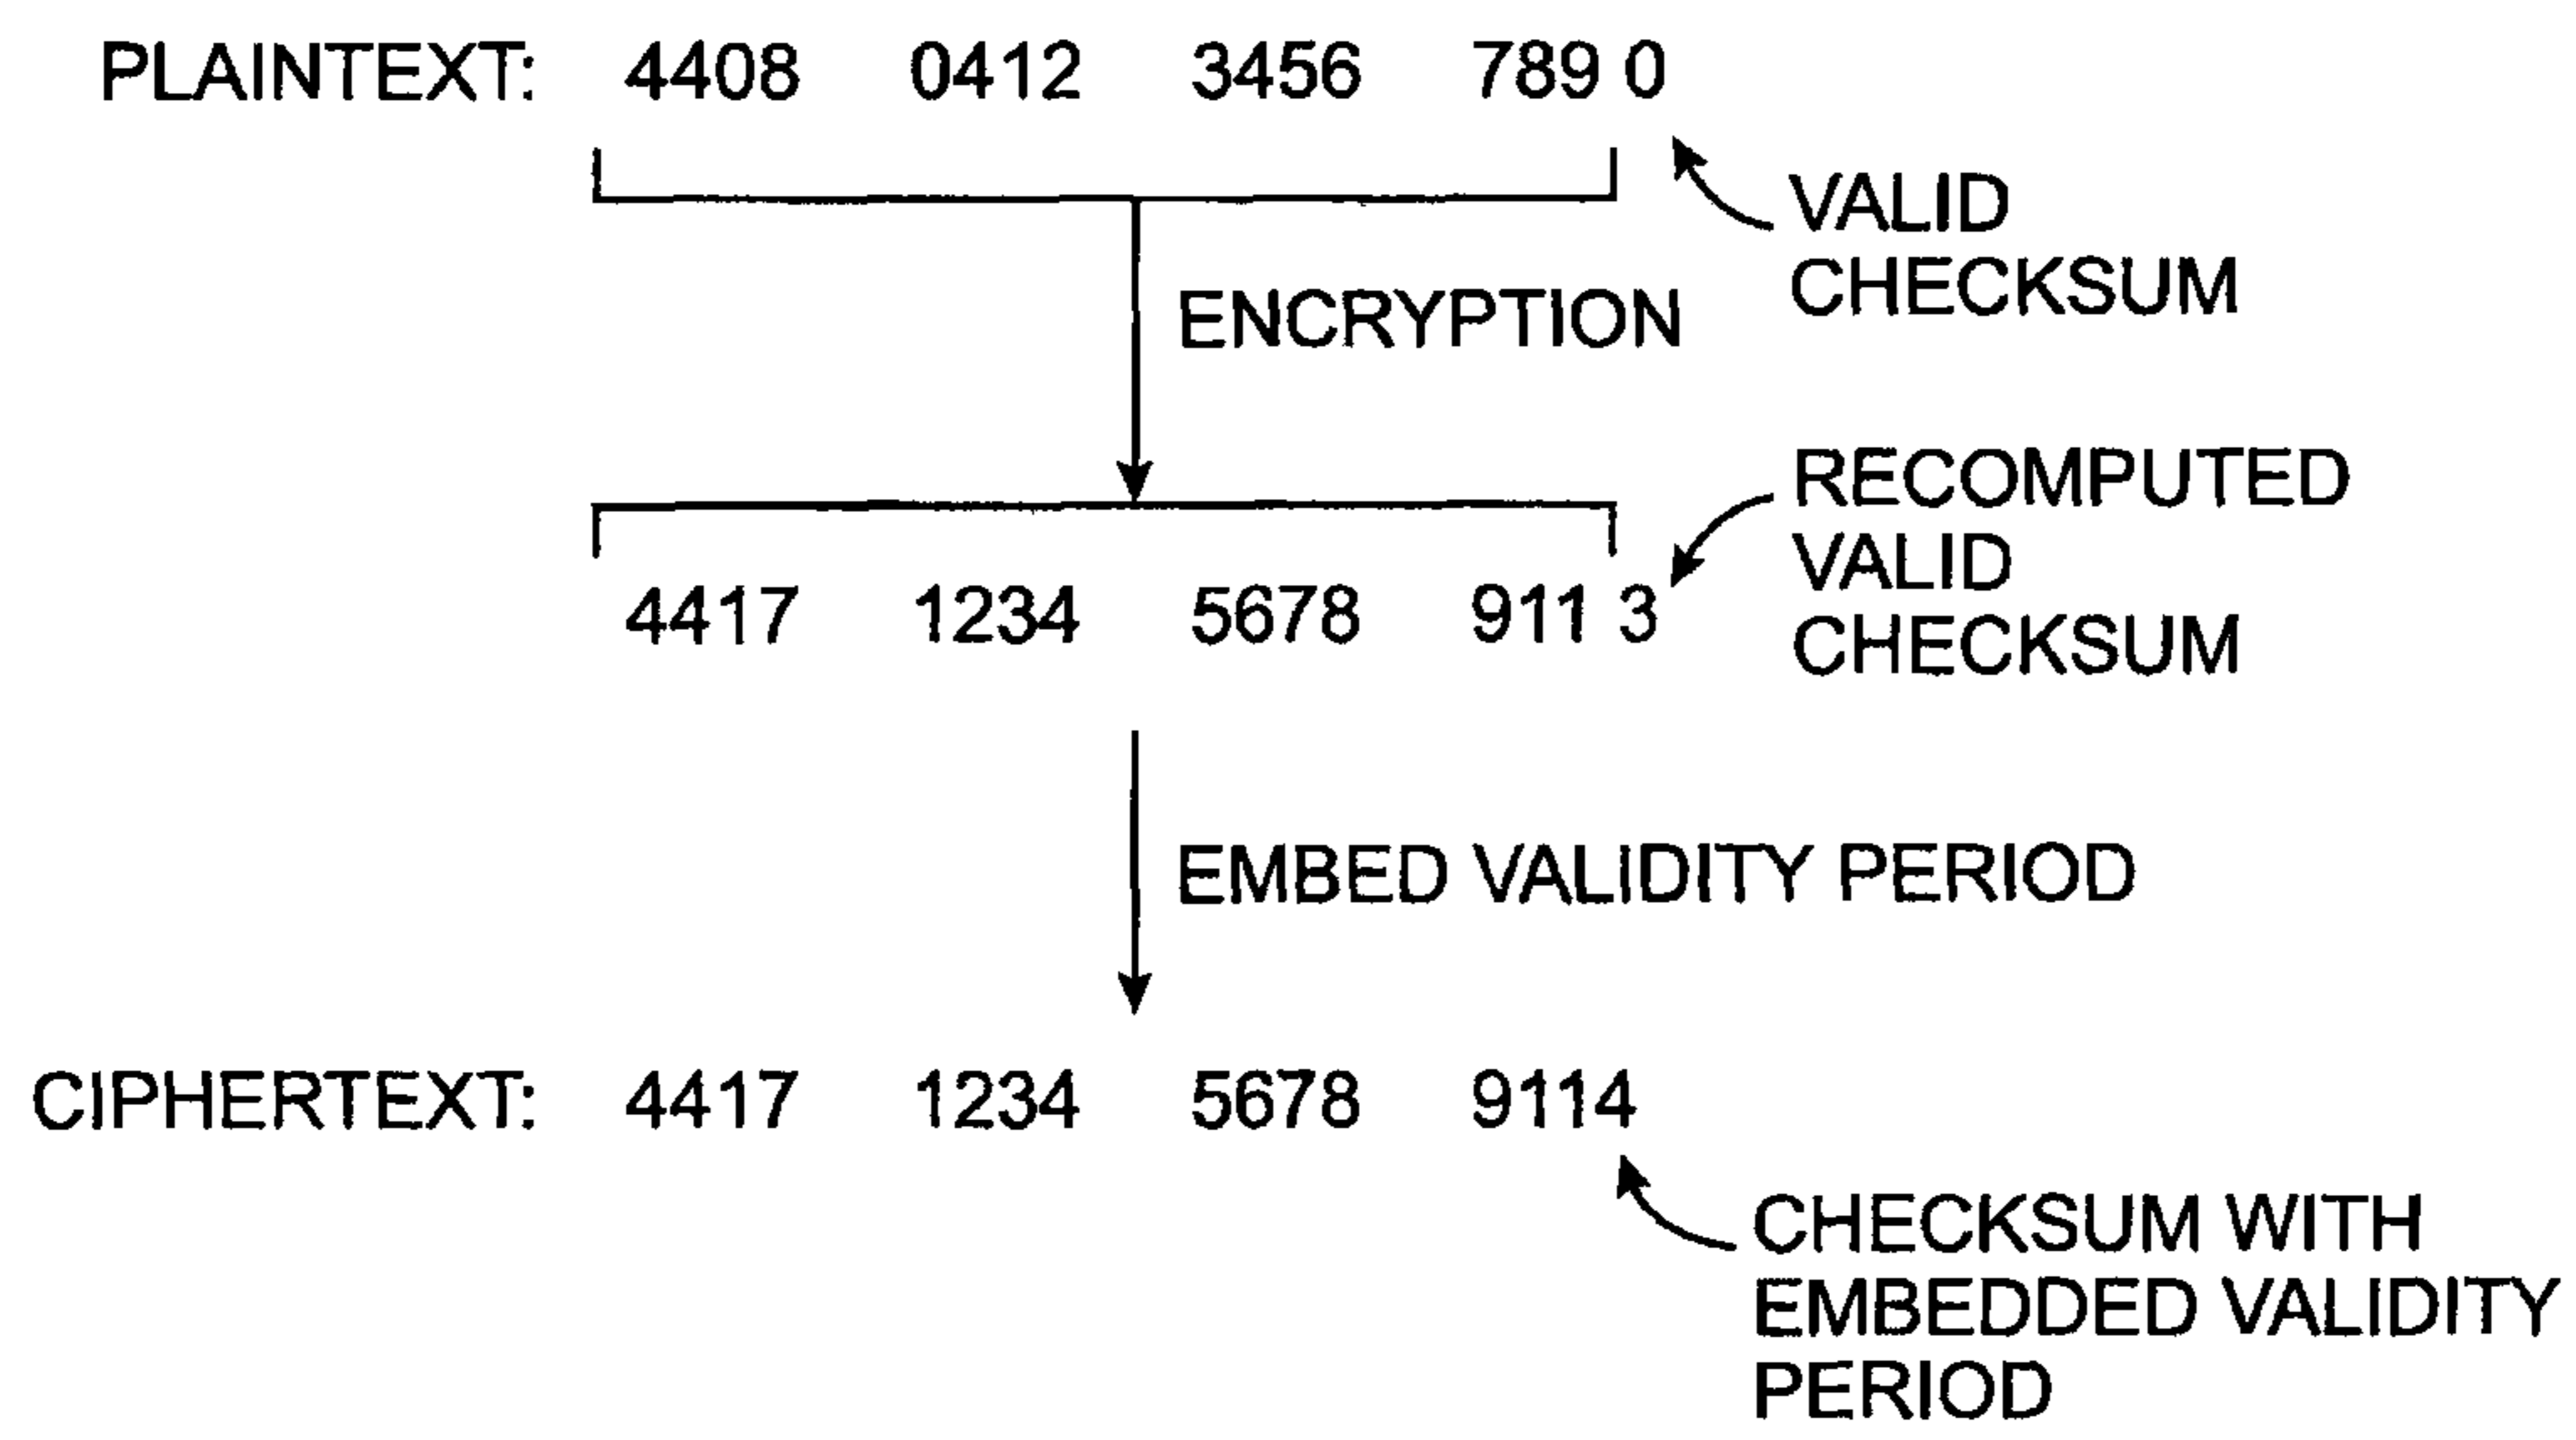 PLAINTEXT: 4408 0412 3456 789 0
VALID
CHECKSUM
ENCRYPTION
RECOMPUTED
VALID
CHECKSUM
4417 1234 5678 911 3
EMBED VALIDITY PERIOD
CIPHERTEXT: 4417 1234 5678 9114
CHECKSUM WITH
EMBEDDED VALIDITY
PERIOD